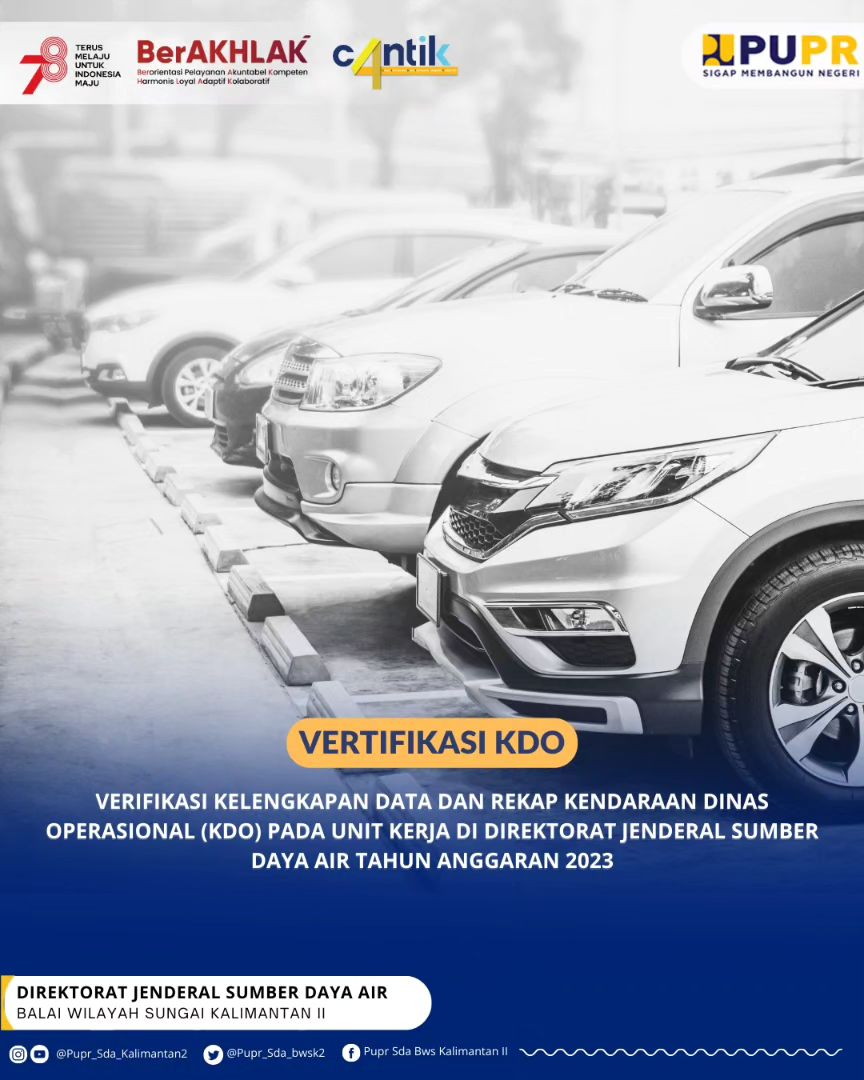 78
TERUS
MELAJU
UNTUK
INDONESIA
MAJU
BerAKHLAK
Berorientasi Pelayanan Akuntabel Kompeten
Harmonis Loyal Adaptif Kolaboratif
c4ntik
PUPR
SIGAP MEMBANGUN NEGERI
VERTIFIKASI KDO
VERIFIKASI KELENGKAPAN DATA DAN REKAP KENDARAAN DINAS
OPERASIONAL (KDO) PADA UNIT KERJA DI DIREKTORAT JENDERAL SUMBER
DAYA AIR TAHUN ANGGARAN 2023
DIREKTORAT JENDERAL SUMBER DAYA AIR
BALAI WILAYAH SUNGAI KALIMANTAN II
@Pupr_Sda_Kalimantan2 @Pupr_Sda_bwsk2 Pupr Sda Bws Kalimantan II